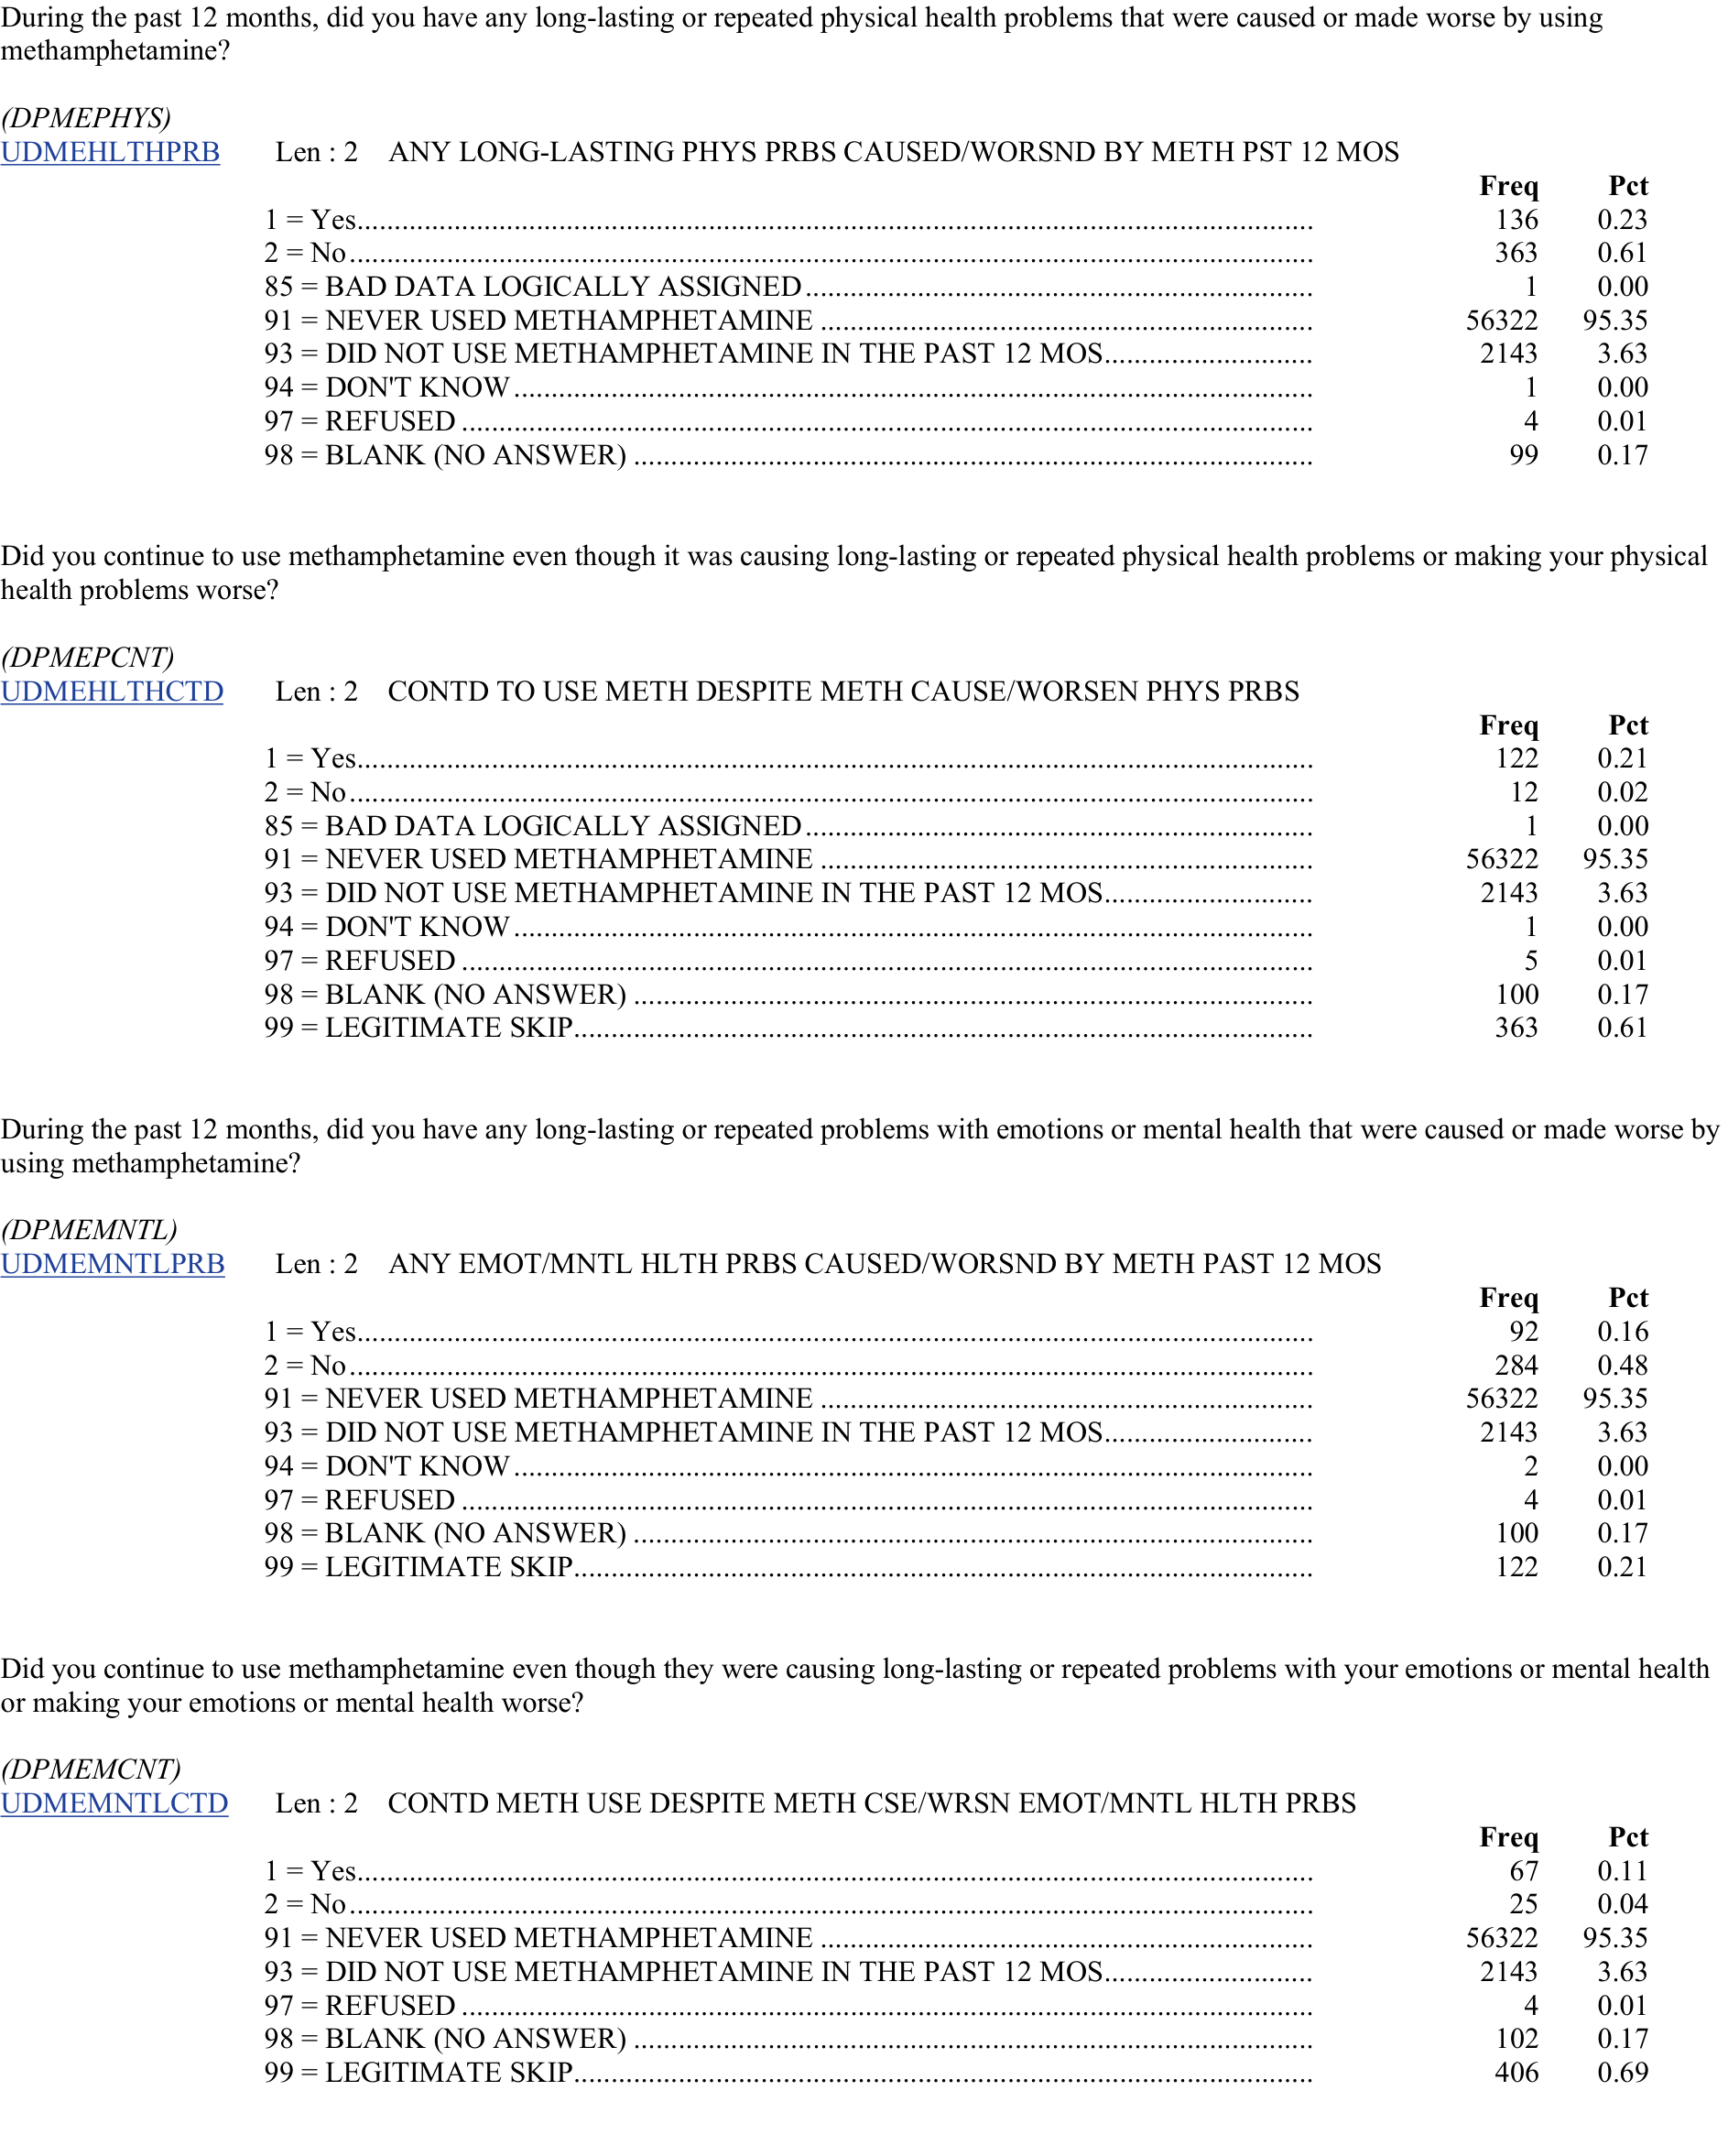 During the past 12 months, did you have any long-lasting or repeated physical health problems that were caused or made worse by using
methamphetamine?
(DPMEPHYS)
UDMEHLTHPRB Len : 2 ANY LONG-LASTING PHYS PRBS CAUSED/WORSND BY METH PST 12 MOS
Freq Pct
1 = Yes 136 0.23
2 = No 363 0.61
85 = BAD DATA LOGICALLY ASSIGNED 1 0.00
91 = NEVER USED METHAMPHETAMINE 56322 95.35
93 = DID NOT USE METHAMPHETAMINE IN THE PAST 12 MOS 2143 3.63
94 = DON'T KNOW 1 0.00
97 = REFUSED 4 0.01
98 = BLANK (NO ANSWER) 99 0.17
Did you continue to use methamphetamine even though it was causing long-lasting or repeated physical health problems or making your physical
health problems worse?
(DPMEPCNT)
UDMEHLTHCTD Len : 2 CONTD TO USE METH DESPITE METH CAUSE/WORSEN PHYS PRBS
Freq Pct
1 = Yes 122 0.21
2 = No 12 0.02
85 = BAD DATA LOGICALLY ASSIGNED 1 0.00
91 = NEVER USED METHAMPHETAMINE 56322 95.35
93 = DID NOT USE METHAMPHETAMINE IN THE PAST 12 MOS 2143 3.63
94 = DON'T KNOW 1 0.00
97 = REFUSED 5 0.01
98 = BLANK (NO ANSWER) 100 0.17
99 = LEGITIMATE SKIP 363 0.61
During the past 12 months, did you have any long-lasting or repeated problems with emotions or mental health that were caused or made worse by
using methamphetamine?
(DPMEMNTL)
UDMEMNTLPRB Len : 2 ANY EMOT/MNTL HLTH PRBS CAUSED/WORSND BY METH PAST 12 MOS
Freq Pct
1 = Yes 92 0.16
2 = No 284 0.48
91 = NEVER USED METHAMPHETAMINE 56322 95.35
93 = DID NOT USE METHAMPHETAMINE IN THE PAST 12 MOS 2143 3.63
94 = DON'T KNOW 2 0.00
97 = REFUSED 4 0.01
98 = BLANK (NO ANSWER) 100 0.17
99 = LEGITIMATE SKIP 122 0.21
Did you continue to use methamphetamine even though they were causing long-lasting or repeated problems with your emotions or mental health
or making your emotions or mental health worse?
(DPMEMCNT)
UDMEMNTLCTD Len : 2 CONTD METH USE DESPITE METH CSE/WRSN EMOT/MNTL HLTH PRBS
Freq Pct
1 = Yes 67 0.11
2 = No 25 0.04
91 = NEVER USED METHAMPHETAMINE 56322 95.35
93 = DID NOT USE METHAMPHETAMINE IN THE PAST 12 MOS 2143 3.63
97 = REFUSED 4 0.01
98 = BLANK (NO ANSWER) 102 0.17
99 = LEGITIMATE SKIP 406 0.69